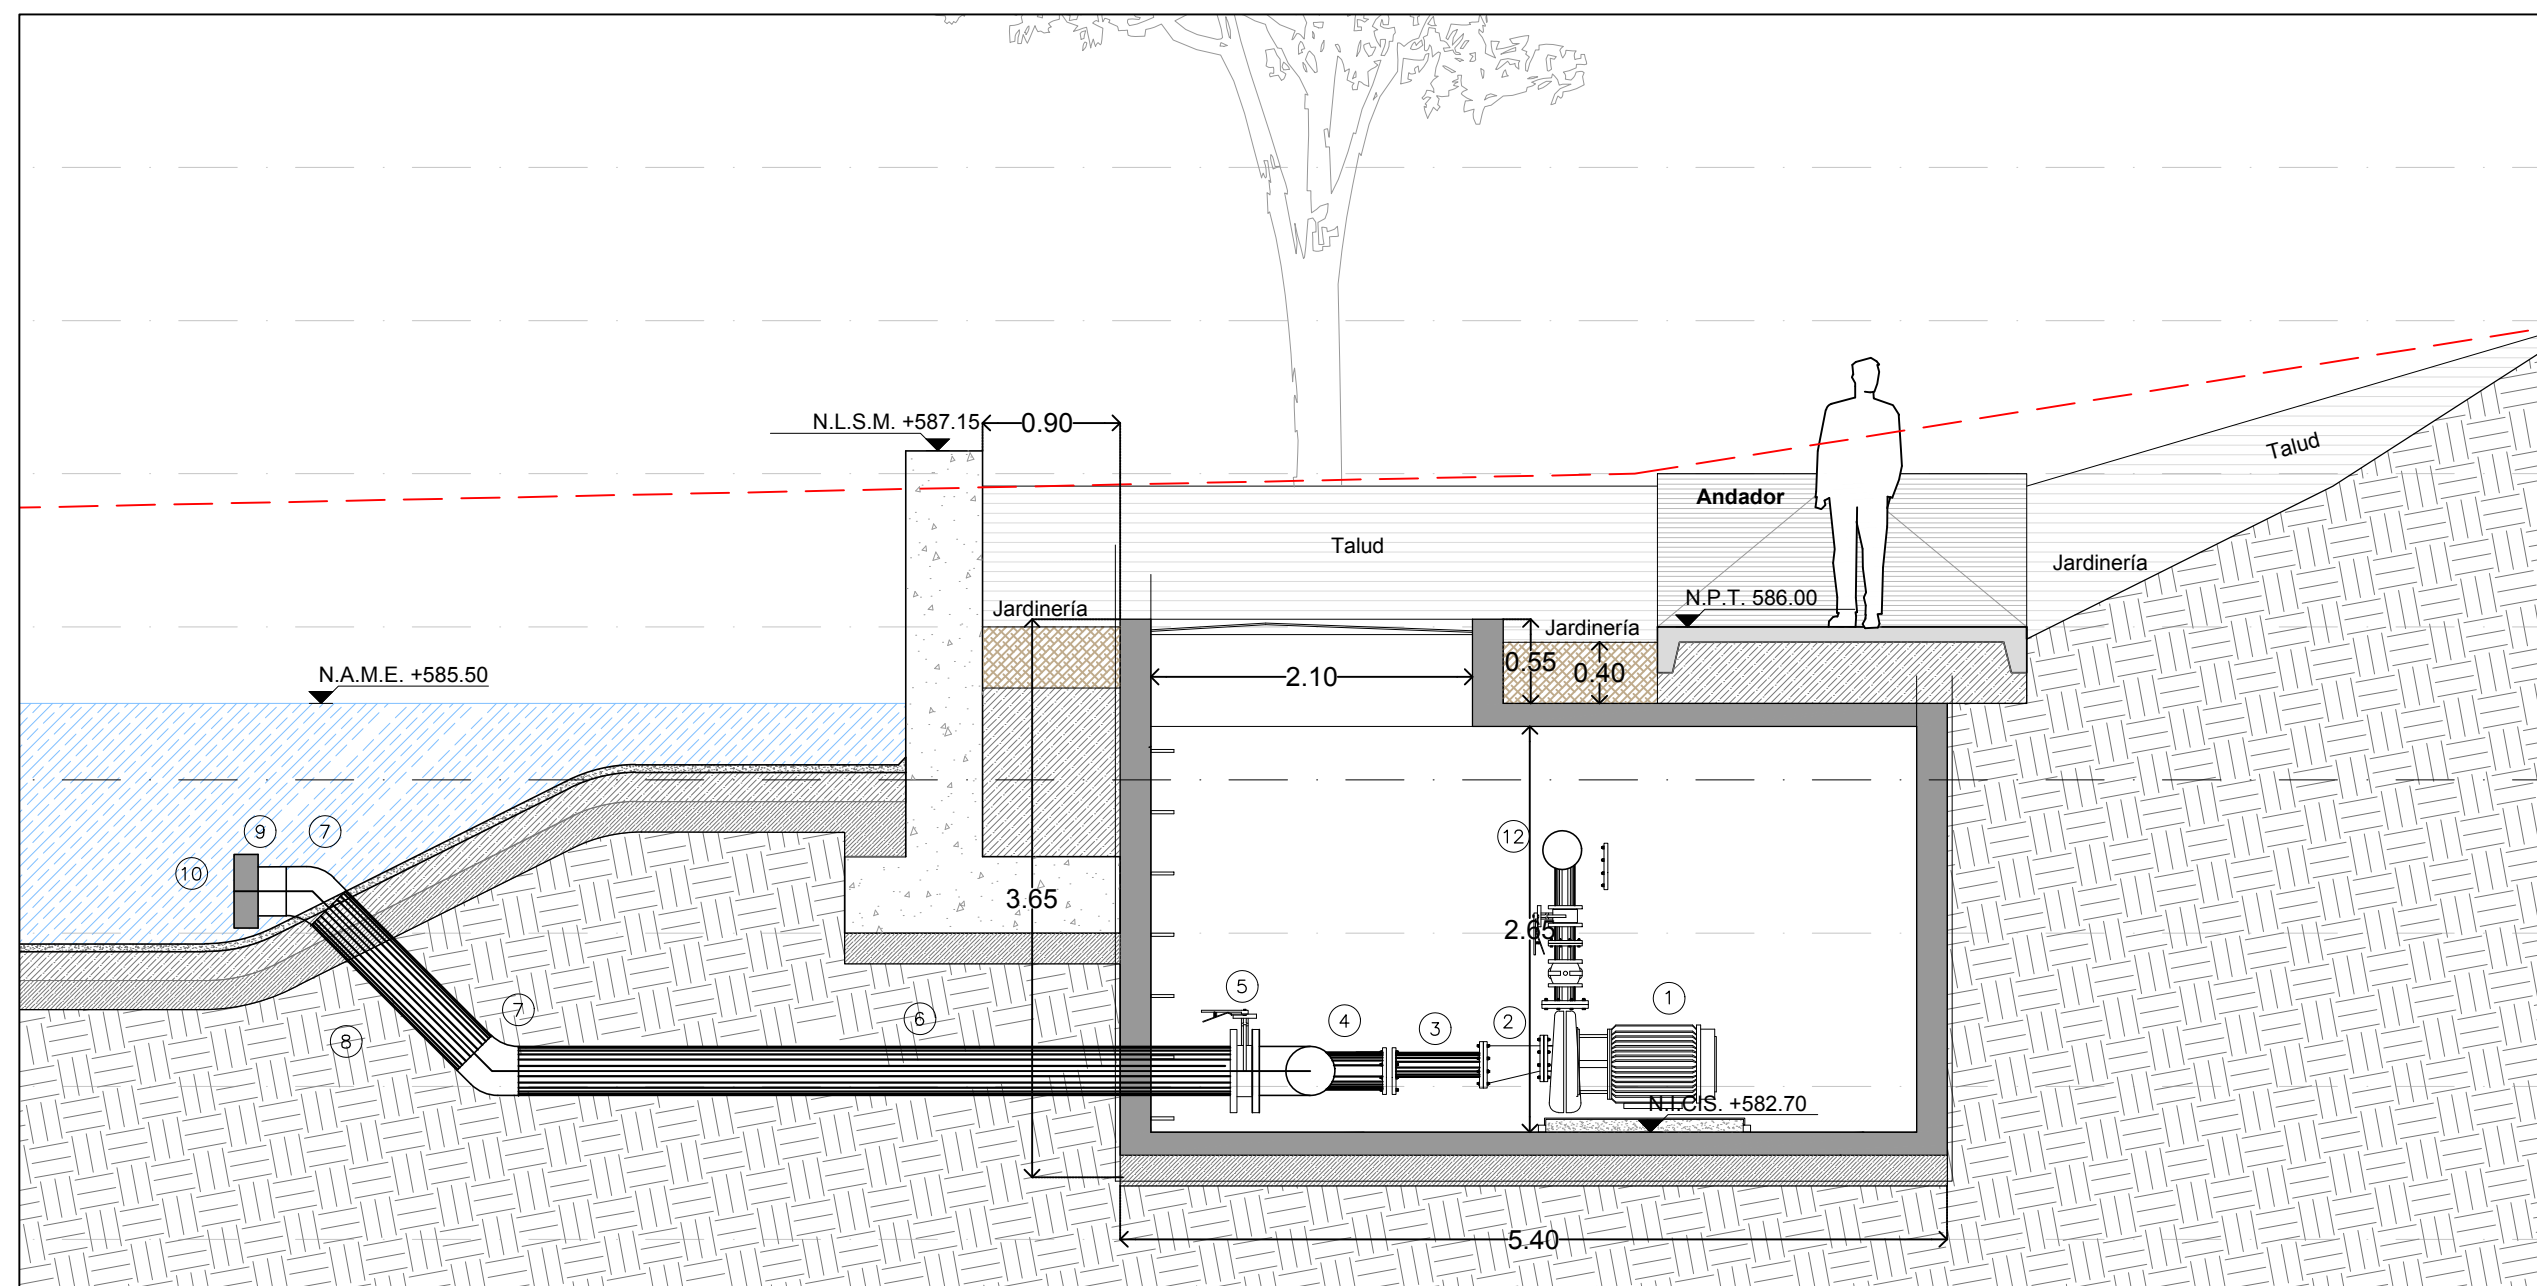 N.L.S.M. +587.15
0.90
Talud
Andador
Talud
Jardinería
Jardinería
N.P.T. 586.00
Jardinería
0.55
0.40
2.10
N.A.M.E. +585.50
9
7
12
10
3.65
2.65
5
1
7
6
4
3
2
8
N.I.CIS. +582.70
5.40